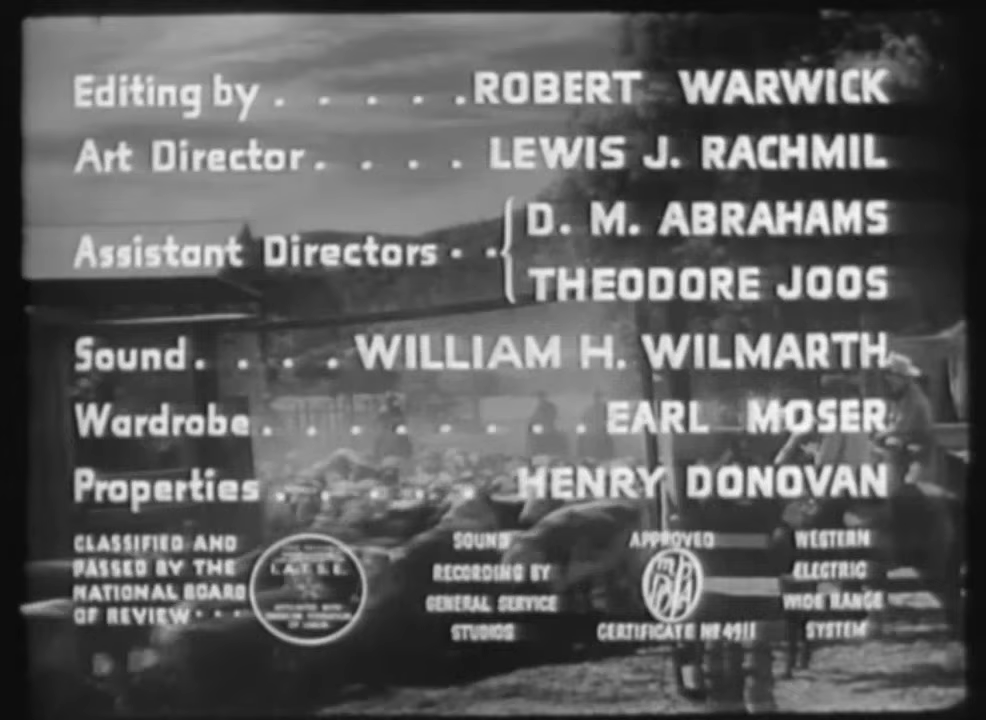 Editing by . . . . . . ROBERT WARWICK
Art Director . . . . LEWIS J. RACHMIL
D. M. ABRAHAMS
Assistant Directors . .
THEODORE JOOS
Sound . . . . WILLIAM H. WILMARTH
Wardrobe . . . . . . . . EARL MOSER
Properties . . . . . HENRY DONOVAN
CLASSIFIED AND
PASSED BY THE
NATIONAL BOARD
OF REVIEW . . .
I.A.T.S.E.
SOUND
RECORDING BY
GENERAL SERVICE
STUDIOS
APPROVED
CERTIFICATE Nº 4911
WESTERN
ELECTRIC
WIDE RANGE
SYSTEM